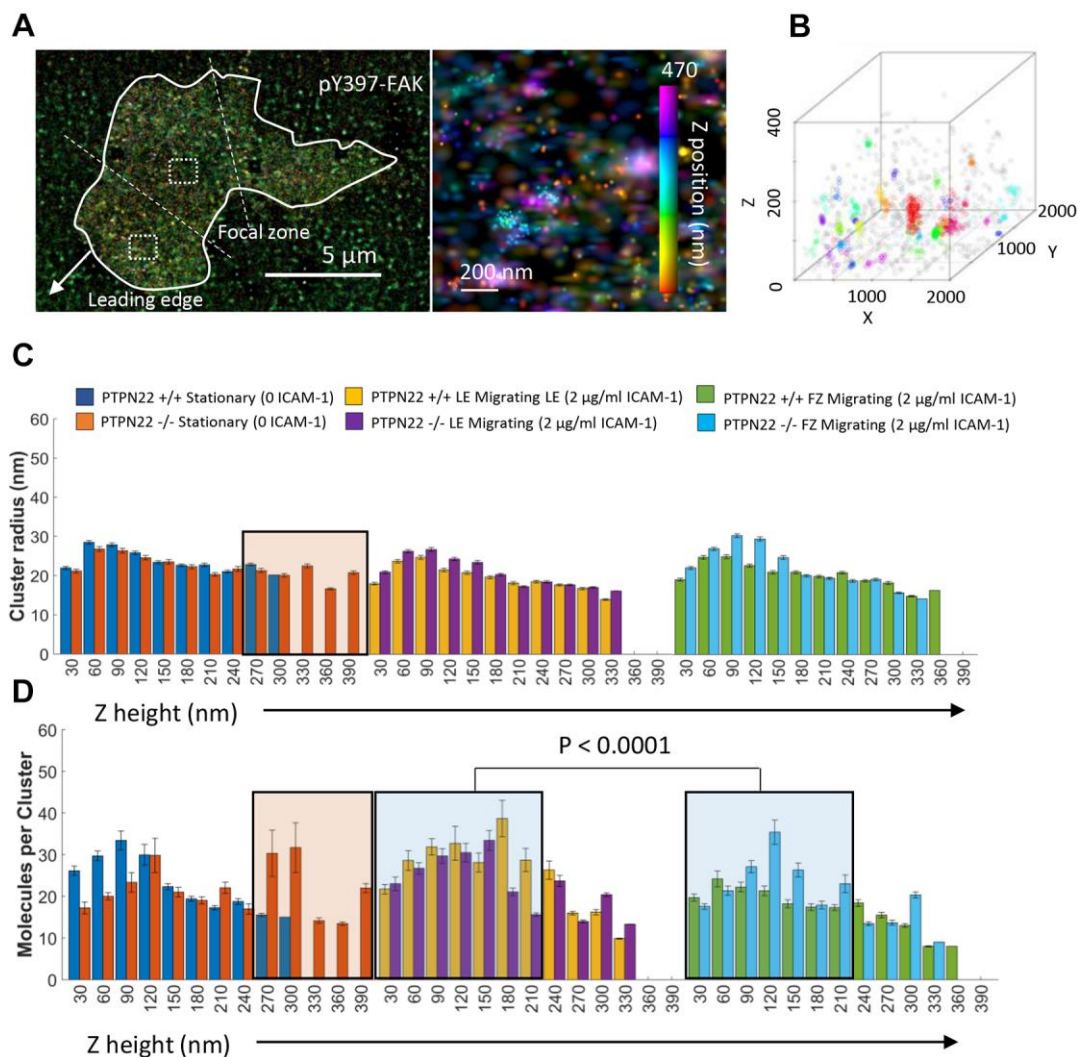 A
pY397-FAK
Focal zone
5 μm
Leading edge
470
Z position (nm)
200 nm
B
400
200
0
Z
1000
2000
X
1000
2000
Y
C
PTPN22 +/+ Stationary (0 ICAM-1)
PTPN22 +/+ LE Migrating LE (2 μg/ml ICAM-1)
PTPN22 +/+ FZ Migrating (2 μg/ml ICAM-1)
PTPN22 -/- Stationary (0 ICAM-1)
PTPN22 -/- LE Migrating (2 μg/ml ICAM-1)
PTPN22 -/- FZ Migrating (2 μg/ml ICAM-1)
Cluster radius (nm)
60
50
40
30
20
10
0
30 60 90 120 150 180 210 240 270 300 330 360 390 30 60 90 120 150 180 210 240 270 300 330 360 390 30 60 90 120 150 180 210 240 270 300 330 360 390
Z height (nm)
D
P < 0.0001
Molecules per Cluster
60
50
40
30
20
10
0
30 60 90 120 150 180 210 240 270 300 330 360 390 30 60 90 120 150 180 210 240 270 300 330 360 390 30 60 90 120 150 180 210 240 270 300 330 360 390
Z height (nm)